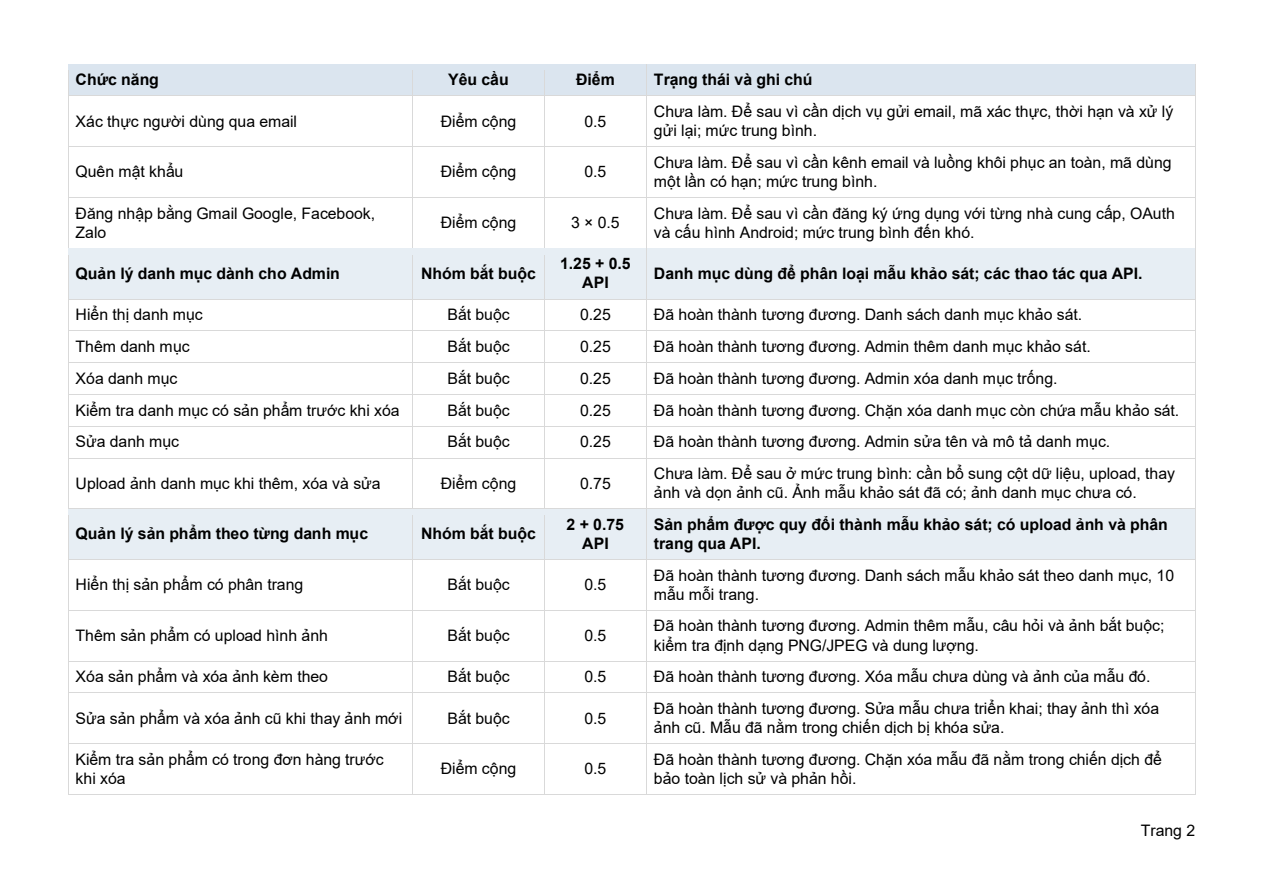 Chức năng Yêu cầu Điểm Trạng thái và ghi chú
Xác thực người dùng qua email Điểm cộng 0.5 Chưa làm. Để sau vì cần dịch vụ gửi email, mã xác thực, thời hạn và xử lý
gửi lại; mức trung bình.
Quên mật khẩu Điểm cộng 0.5 Chưa làm. Để sau vì cần kênh email và luồng khôi phục an toàn, mã dùng
một lần có hạn; mức trung bình.
Đăng nhập bằng Gmail Google, Facebook,
Zalo
Điểm cộng 3 × 0.5 Chưa làm. Để sau vì cần đăng ký ứng dụng với từng nhà cung cấp, OAuth
và cấu hình Android; mức trung bình đến khó.
Quản lý danh mục dành cho Admin Nhóm bắt buộc 1.25 + 0.5
API
Danh mục dùng để phân loại mẫu khảo sát; các thao tác qua API.
Hiển thị danh mục Bắt buộc 0.25 Đã hoàn thành tương đương. Danh sách danh mục khảo sát.
Thêm danh mục Bắt buộc 0.25 Đã hoàn thành tương đương. Admin thêm danh mục khảo sát.
Xóa danh mục Bắt buộc 0.25 Đã hoàn thành tương đương. Admin xóa danh mục trống.
Kiểm tra danh mục có sản phẩm trước khi xóa Bắt buộc 0.25 Đã hoàn thành tương đương. Chặn xóa danh mục còn chứa mẫu khảo sát.
Sửa danh mục Bắt buộc 0.25 Đã hoàn thành tương đương. Admin sửa tên và mô tả danh mục.
Upload ảnh danh mục khi thêm, xóa và sửa Điểm cộng 0.75 Chưa làm. Để sau ở mức trung bình: cần bổ sung cột dữ liệu, upload, thay
ảnh và dọn ảnh cũ. Ảnh mẫu khảo sát đã có; ảnh danh mục chưa có.
Quản lý sản phẩm theo từng danh mục Nhóm bắt buộc 2 + 0.75
API
Sản phẩm được quy đổi thành mẫu khảo sát; có upload ảnh và phân
trang qua API.
Hiển thị sản phẩm có phân trang Bắt buộc 0.5 Đã hoàn thành tương đương. Danh sách mẫu khảo sát theo danh mục, 10
mẫu mỗi trang.
Thêm sản phẩm có upload hình ảnh Bắt buộc 0.5 Đã hoàn thành tương đương. Admin thêm mẫu, câu hỏi và ảnh bắt buộc;
kiểm tra định dạng PNG/JPEG và dung lượng.
Xóa sản phẩm và xóa ảnh kèm theo Bắt buộc 0.5 Đã hoàn thành tương đương. Xóa mẫu chưa dùng và ảnh của mẫu đó.
Sửa sản phẩm và xóa ảnh cũ khi thay ảnh mới Bắt buộc 0.5 Đã hoàn thành tương đương. Sửa mẫu chưa triển khai; thay ảnh thì xóa
ảnh cũ. Mẫu đã nằm trong chiến dịch bị khóa sửa.
Kiểm tra sản phẩm có trong đơn hàng trước
khi xóa
Điểm cộng 0.5 Đã hoàn thành tương đương. Chặn xóa mẫu đã nằm trong chiến dịch để
bảo toàn lịch sử và phản hồi.
Trang 2